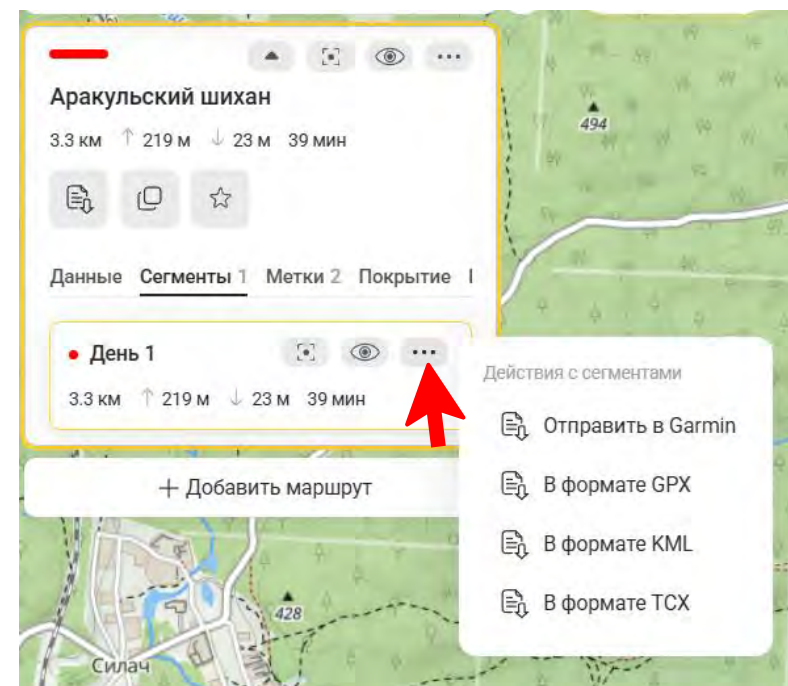 Аракульский шихан
3.3 км ↑ 219 м ↓ 23 м 39 мин
494
Данные Сегменты 1 Метки 2 Покрытие
День 1
3.3 км ↑ 219 м ↓ 23 м 39 мин
Действия с сегментами
Отправить в Garmin
В формате GPX
В формате KML
В формате TCX
+ Добавить маршрут
428
Силач